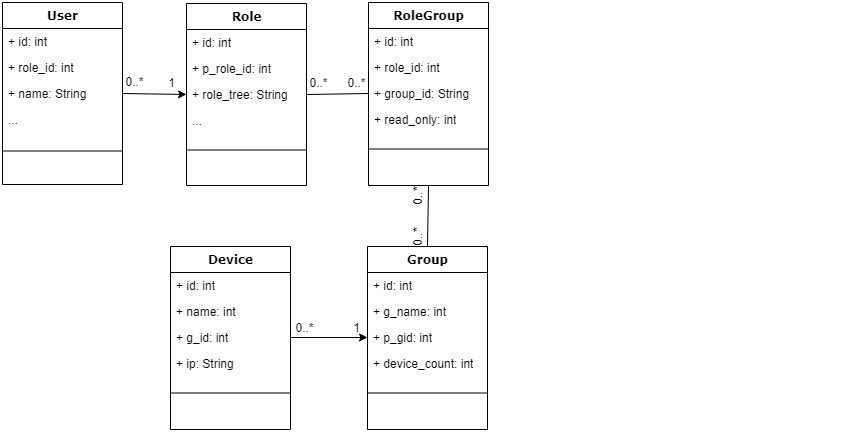 User
+ id: int
+ role_id: int
+ name: String
...
0..*
1
Role
+ id: int
+ p_role_id: int
+ role_tree: String
...
0..*
0..*
RoleGroup
+ id: int
+ role_id: int
+ group_id: String
+ read_only: int
0..*
0..*
Device
+ id: int
+ name: int
+ g_id: int
+ ip: String
0..*
1
Group
+ id: int
+ g_name: int
+ p_gid: int
+ device_count: int